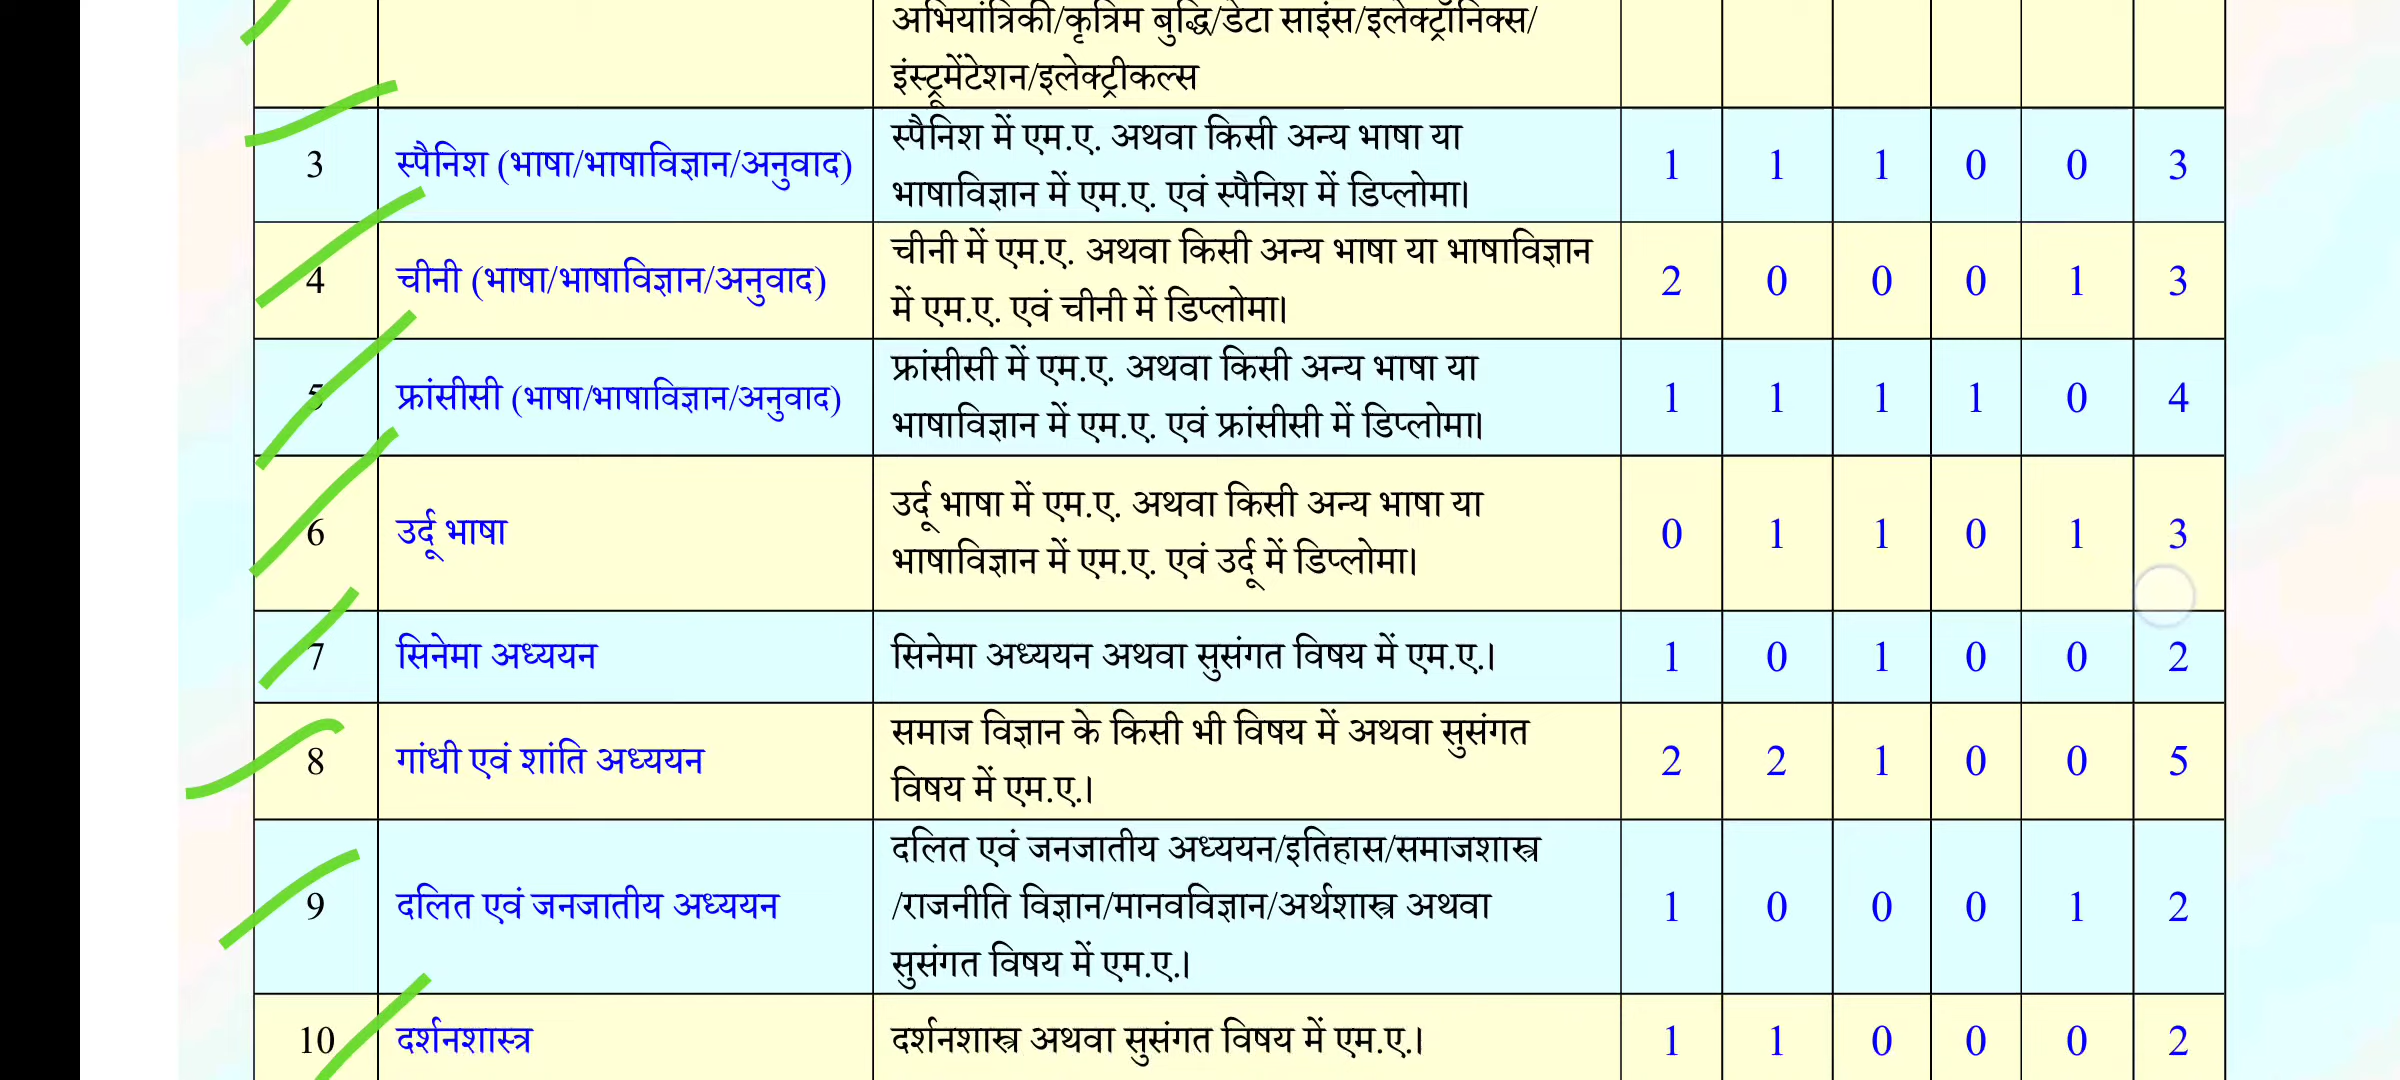 अभियांत्रिकी/कृत्रिम बुद्धि/डेटा साइंस/इलेक्ट्रॉनिक्स/
इंस्ट्रूमेंटेशन/इलेक्ट्रीकल्स
3 स्पैनिश (भाषा/भाषाविज्ञान/अनुवाद) स्पैनिश में एम.ए. अथवा किसी अन्य भाषा या 1 1 1 0 0 3
भाषाविज्ञान में एम.ए. एवं स्पैनिश में डिप्लोमा।
4 चीनी (भाषा/भाषाविज्ञान/अनुवाद) चीनी में एम.ए. अथवा किसी अन्य भाषा या भाषाविज्ञान 2 0 0 0 1 3
में एम.ए. एवं चीनी में डिप्लोमा।
5 फ्रांसीसी (भाषा/भाषाविज्ञान/अनुवाद) फ्रांसीसी में एम.ए. अथवा किसी अन्य भाषा या 1 1 1 1 0 4
भाषाविज्ञान में एम.ए. एवं फ्रांसीसी में डिप्लोमा।
6 उर्दू भाषा उर्दू भाषा में एम.ए. अथवा किसी अन्य भाषा या 0 1 1 0 1 3
भाषाविज्ञान में एम.ए. एवं उर्दू में डिप्लोमा।
7 सिनेमा अध्ययन सिनेमा अध्ययन अथवा सुसंगत विषय में एम.ए.। 1 0 1 0 0 2
8 गांधी एवं शांति अध्ययन समाज विज्ञान के किसी भी विषय में अथवा सुसंगत 2 2 1 0 0 5
विषय में एम.ए.।
9 दलित एवं जनजातीय अध्ययन दलित एवं जनजातीय अध्ययन/इतिहास/समाजशास्त्र 1 0 0 0 1 2
/राजनीति विज्ञान/मानवविज्ञान/अर्थशास्त्र अथवा
सुसंगत विषय में एम.ए.।
10 दर्शनशास्त्र दर्शनशास्त्र अथवा सुसंगत विषय में एम.ए.। 1 1 0 0 0 2